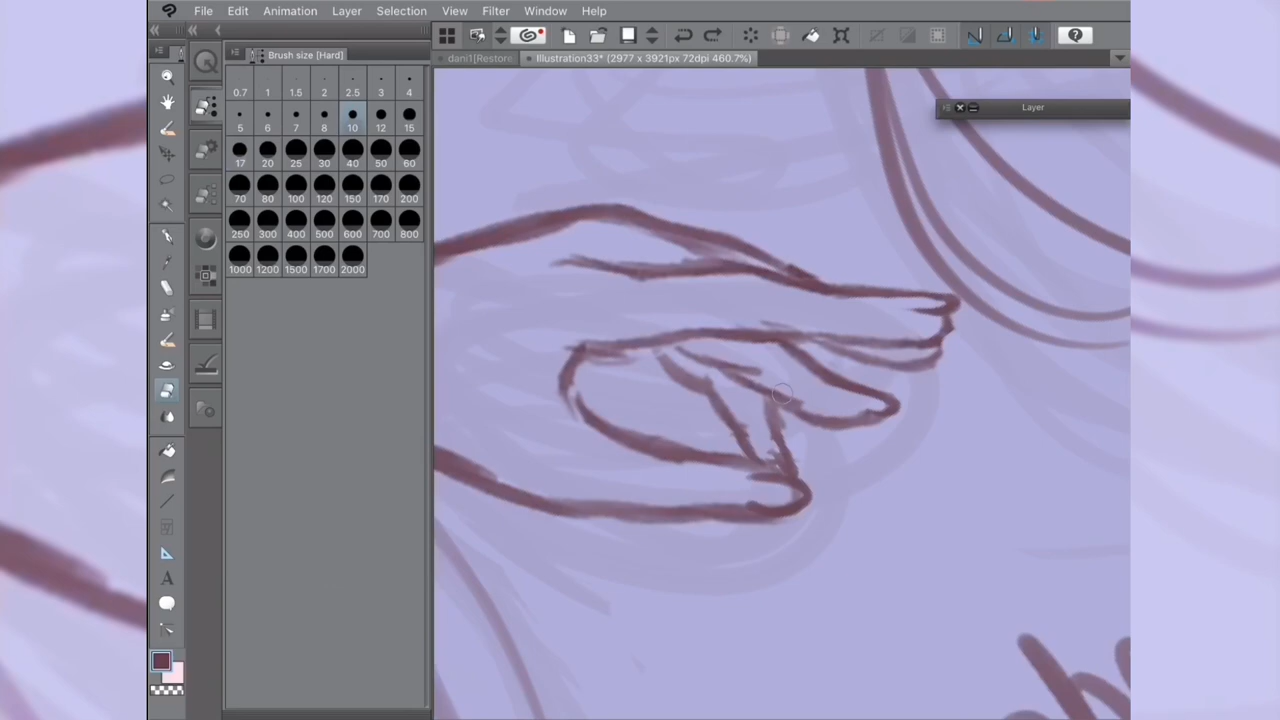 File Edit Animation Layer Selection View Filter Window Help
Brush size [Hard]
dani1[Restore
Illustration33* (2977 x 3921px 72dpi 460.7%)
Layer
0.7 1 1.5 2 2.5 3 4
5 6 7 8 10 12 15
17 20 25 30 40 50 60
70 80 100 120 150 170 200
250 300 400 500 600 700 800
1000 1200 1500 1700 2000